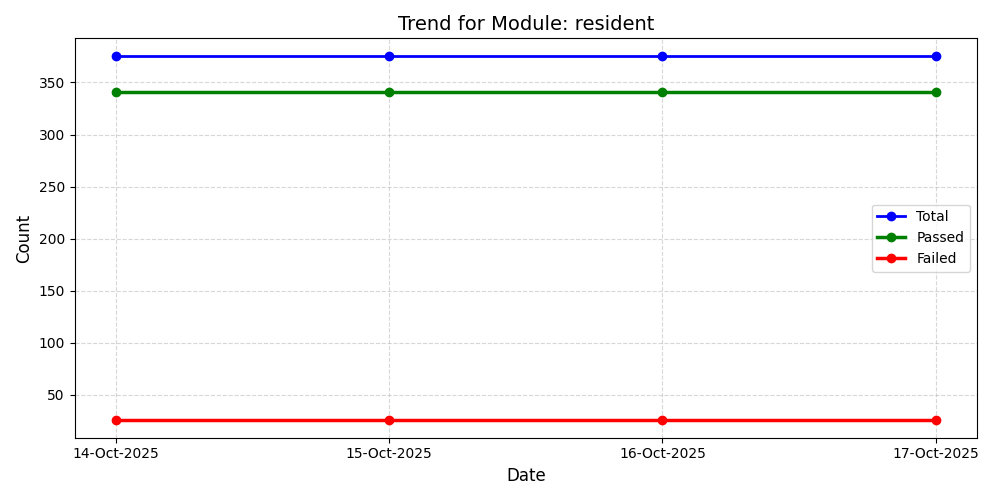 Trend for Module: resident
Count
350
300
250
200
150
100
50
Total
Passed
Failed
14-Oct-2025
15-Oct-2025
16-Oct-2025
17-Oct-2025
Date